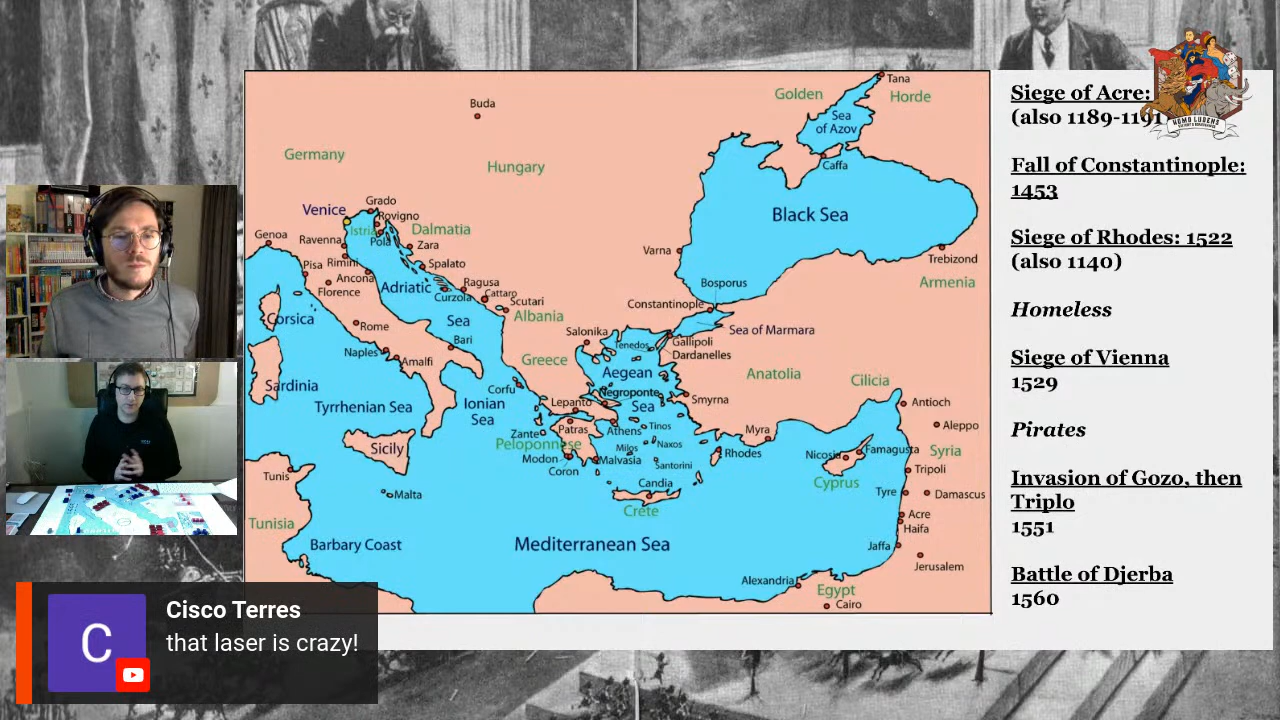 Tana
Golden
Horde
Buda
Sea
of Azov
Caffa
Germany
Hungary
Grado
Venice
Rovigno
Black Sea
Istria
Dalmatia
Genoa
Ravenna
Pola
Zara
Varna
Trebizond
Pisa
Rimini
Spalato
Ancona
Armenia
Florence
Adriatic
Ragusa
Bosporus
Curzola
Cattaro
Scutari
Constantinople
Corsica
Sea
Albania
Rome
Salonika
Sea of Marmara
Bari
Tenedos
Gallipoli
Naples
Dardanelles
Amalfi
Greece
Aegean
Anatolia
Cilicia
Sardinia
Corfu
Negroponte
Tyrrhenian Sea
Ionian
Sea
Lepanto
Sea
Smyrna
Antioch
Zante
Patras
Athens
Tinos
Myra
Aleppo
Peloponnese
Sicily
Milos
Naxos
Rhodes
Nicosia
Famagusta
Syria
Modon
Malvasia
Coron
Santorini
Tripoli
Tunis
Candia
Cyprus
Malta
Tyre
Damascus
Crete
Acre
Tunisia
Haifa
Barbary Coast
Mediterranean Sea
Jaffa
Jerusalem
Alexandria
Egypt
Cairo
Siege of Acre:
(also 1189-1191
HOMO LUDENS
Fall of Constantinople:
1453
Siege of Rhodes: 1522
(also 1140)
Homeless
Siege of Vienna
1529
Pirates
Invasion of Gozo, then
Triplo
1551
Battle of Djerba
1560
C
Cisco Terres
that laser is crazy!